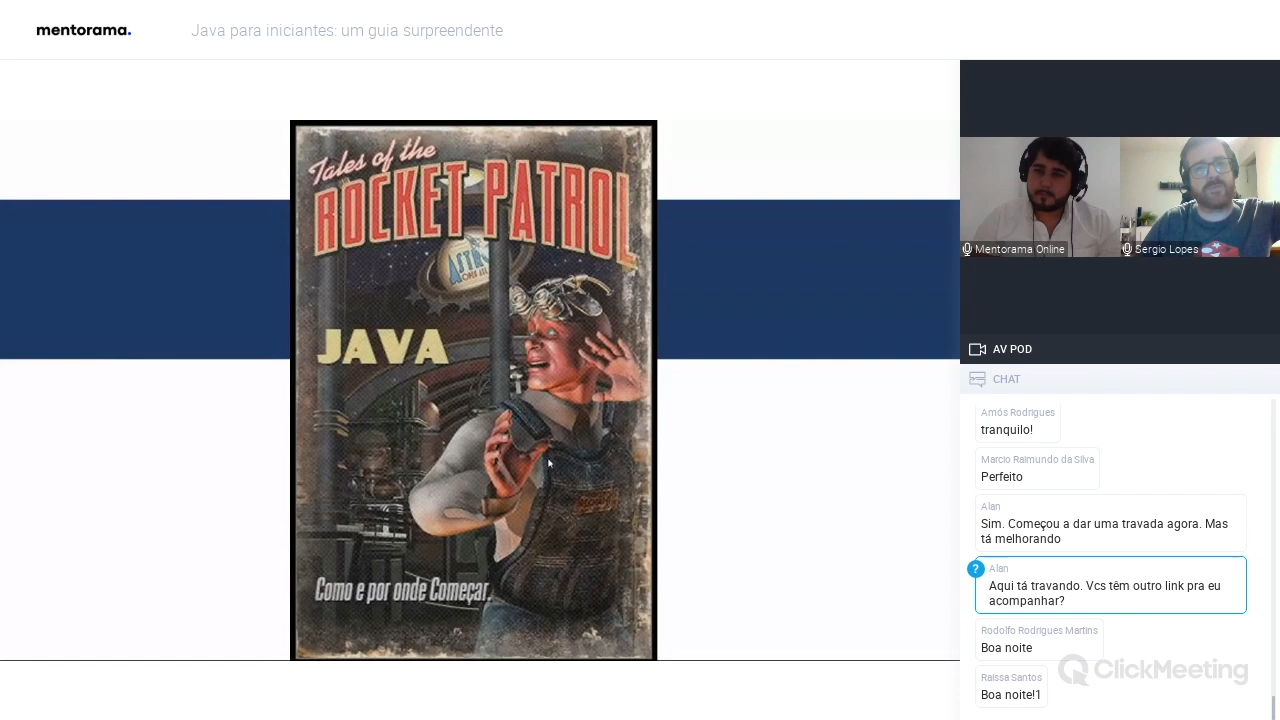 mentorama.
Java para iniciantes: um guia surpreendente
Tales of the
ROCKET PATROL
JAVA
Como e por onde Começar.
Mentorama Online
Sergio Lopes
AV POD
CHAT
Amós Rodrigues
tranquilo!
Marcio Raimundo da Silva
Perfeito
Alan
Sim. Começou a dar uma travada agora. Mas
tá melhorando
?
Alan
Aqui tá travando. Vcs têm outro link pra eu
acompanhar?
Rodolfo Rodrigues Martins
Boa noite
ClickMeeting
Raíssa Santos
Boa noite!1